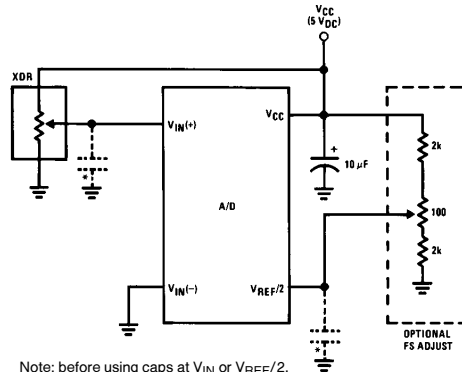 VCC
(5 VDC)
XDR
VIN(+)
VCC
2k
+
10 μF
100
*
A/D
2k
VIN(−)
VREF/2
*
OPTIONAL
FS ADJUST
Note: before using caps at VIN or VREF/2,